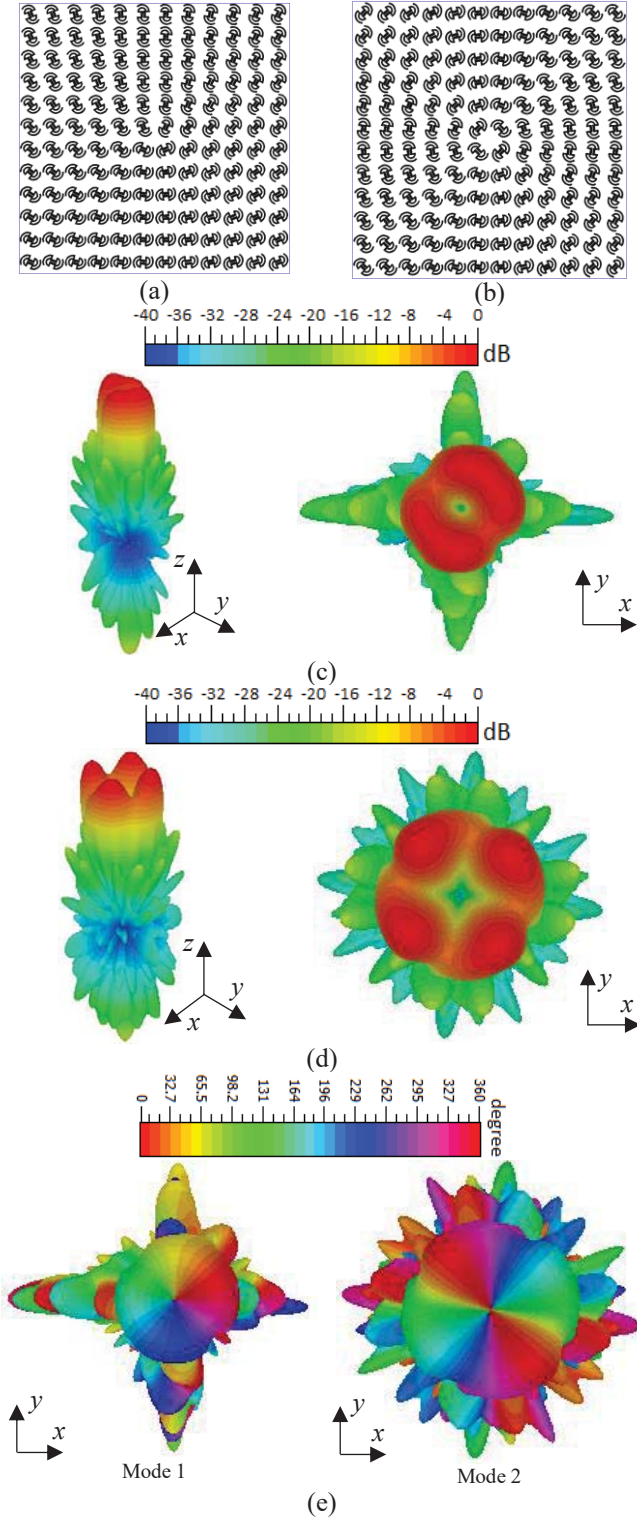 (a)
(b)
-40 -36 -32 -28 -24 -20 -16 -12 -8 -4 0
dB
z
y
x
y
x
(c)
-40 -36 -32 -28 -24 -20 -16 -12 -8 -4 0
dB
z
y
x
y
x
(d)
0 32.7 65.5 98.2 131 164 196 229 262 295 327 360
degree
y
x
Mode 1
y
x
Mode 2
(e)